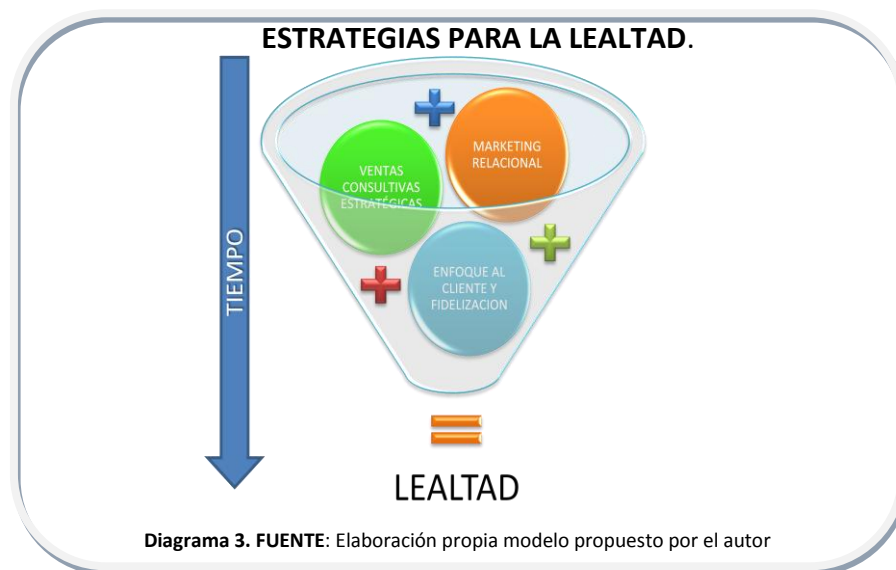 ESTRATEGIAS PARA LA LEALTAD.
TIEMPO
MARKETING
RELACIONAL
VENTAS
CONSULTIVAS
ESTRATÉGICAS
ENFOQUE AL
CLIENTE Y
FIDELIZACION
LEALTAD
Diagrama 3. FUENTE: Elaboración propia modelo propuesto por el autor